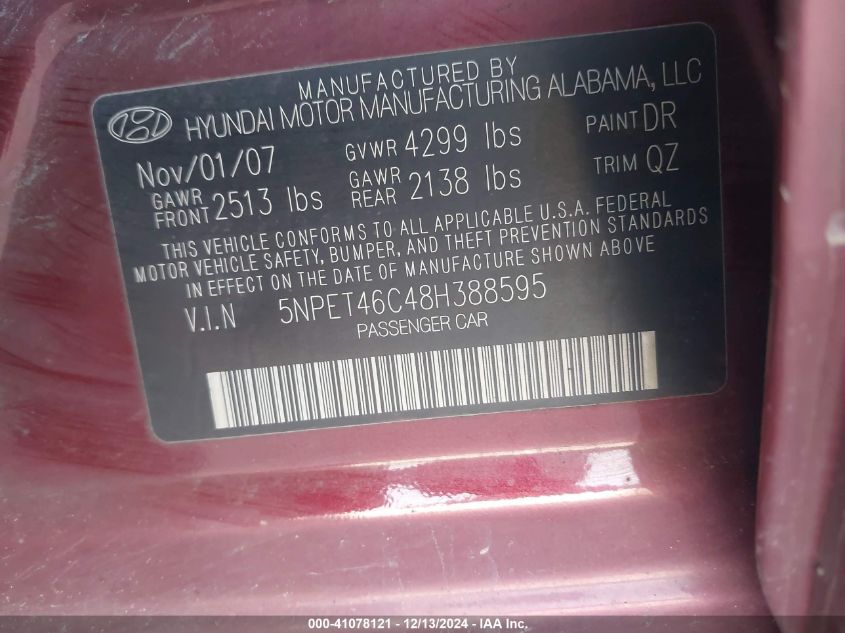 MANUFACTURED BY
HYUNDAI MOTOR MANUFACTURING ALABAMA, LLC
Nov/01/07 GVWR 4299 lbs PAINT DR
GAWR FRONT 2513 lbs GAWR REAR 2138 lbs TRIM QZ
THIS VEHICLE CONFORMS TO ALL APPLICABLE U.S.A. FEDERAL
MOTOR VEHICLE SAFETY, BUMPER, AND THEFT PREVENTION STANDARDS
IN EFFECT ON THE DATE OF MANUFACTURE SHOWN ABOVE
V.I.N 5NPET46C48H388595
PASSENGER CAR
000-41078121 - 12/13/2024 - IAA Inc.